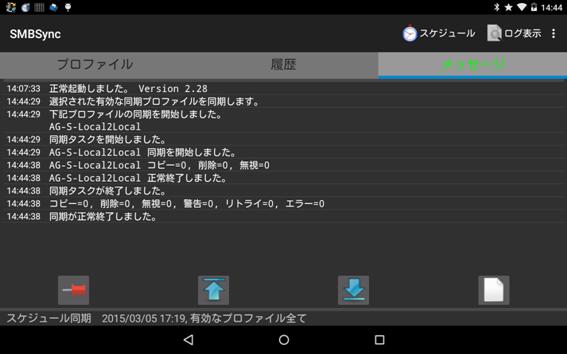 14:44
SMBSync
スケジュール
ログ表示
プロファイル
履歴
メッセージ
14:07:33 正常起動しました。 Version 2.28
14:44:29 選択された有効な同期プロファイルを同期します。
14:44:29 下記プロファイルの同期を開始しました。
AG-S-Local2Local
14:44:29 同期タスクを開始しました。
14:44:29 AG-S-Local2Local 同期を開始しました。
14:44:38 AG-S-Local2Local コピー=0, 削除=0, 無視=0
14:44:38 AG-S-Local2Local 正常終了しました。
14:44:38 同期タスクが終了しました。
14:44:38 コピー=0, 削除=0, 無視=0, 警告=0, リトライ=0, エラー=0
14:44:38 同期が正常終了しました。
スケジュール同期 2015/03/05 17:19, 有効なプロファイル全て